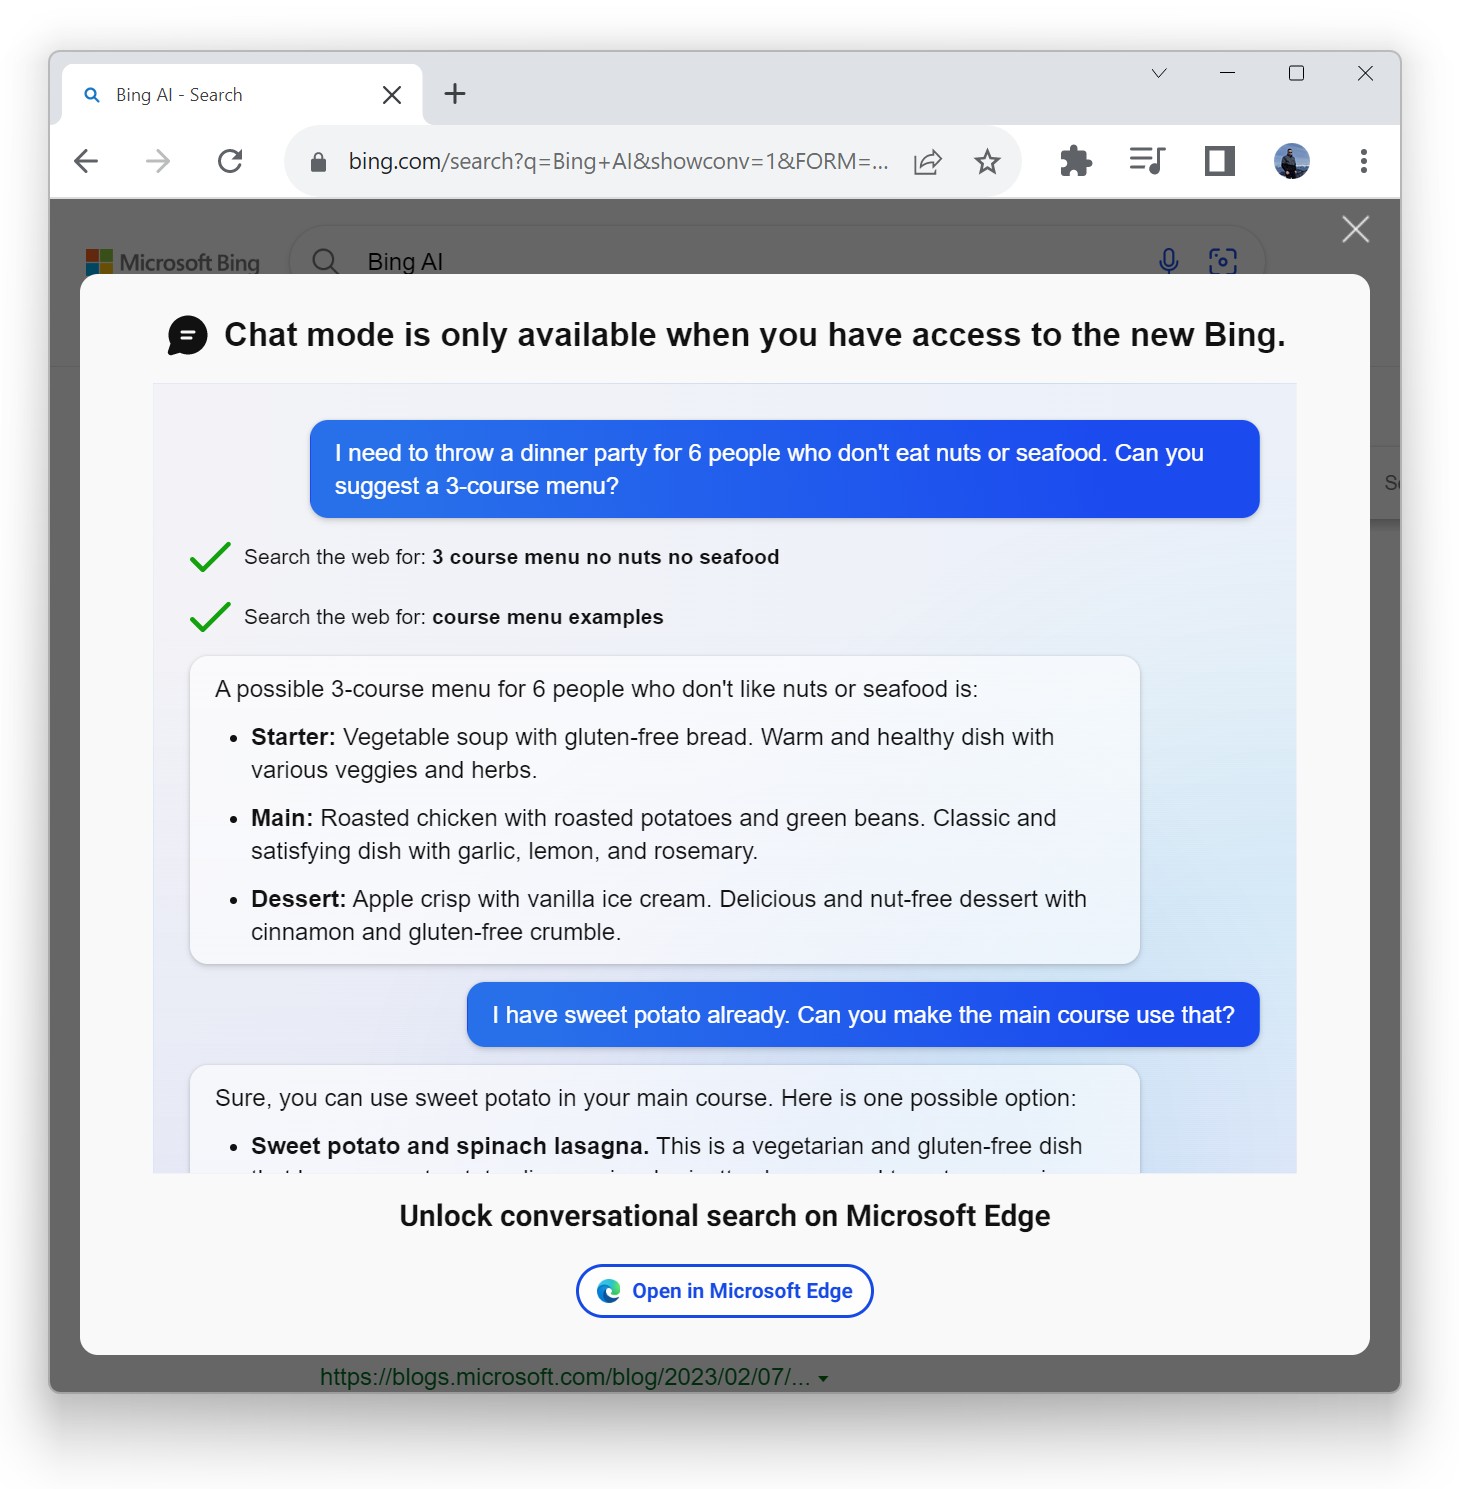 Bing AI - Search
bing.com/search?q=Bing+AI&showconv=1&FORM=...
Microsoft Bing
Bing AI
Chat mode is only available when you have access to the new Bing.
I need to throw a dinner party for 6 people who don't eat nuts or seafood. Can you
suggest a 3-course menu?
Search the web for: 3 course menu no nuts no seafood
Search the web for: course menu examples
A possible 3-course menu for 6 people who don't like nuts or seafood is:
• Starter: Vegetable soup with gluten-free bread. Warm and healthy dish with
various veggies and herbs.
• Main: Roasted chicken with roasted potatoes and green beans. Classic and
satisfying dish with garlic, lemon, and rosemary.
• Dessert: Apple crisp with vanilla ice cream. Delicious and nut-free dessert with
cinnamon and gluten-free crumble.
I have sweet potato already. Can you make the main course use that?
Sure, you can use sweet potato in your main course. Here is one possible option:
• Sweet potato and spinach lasagna. This is a vegetarian and gluten-free dish
Unlock conversational search on Microsoft Edge
Open in Microsoft Edge
https://blogs.microsoft.com/blog/2023/02/07/...